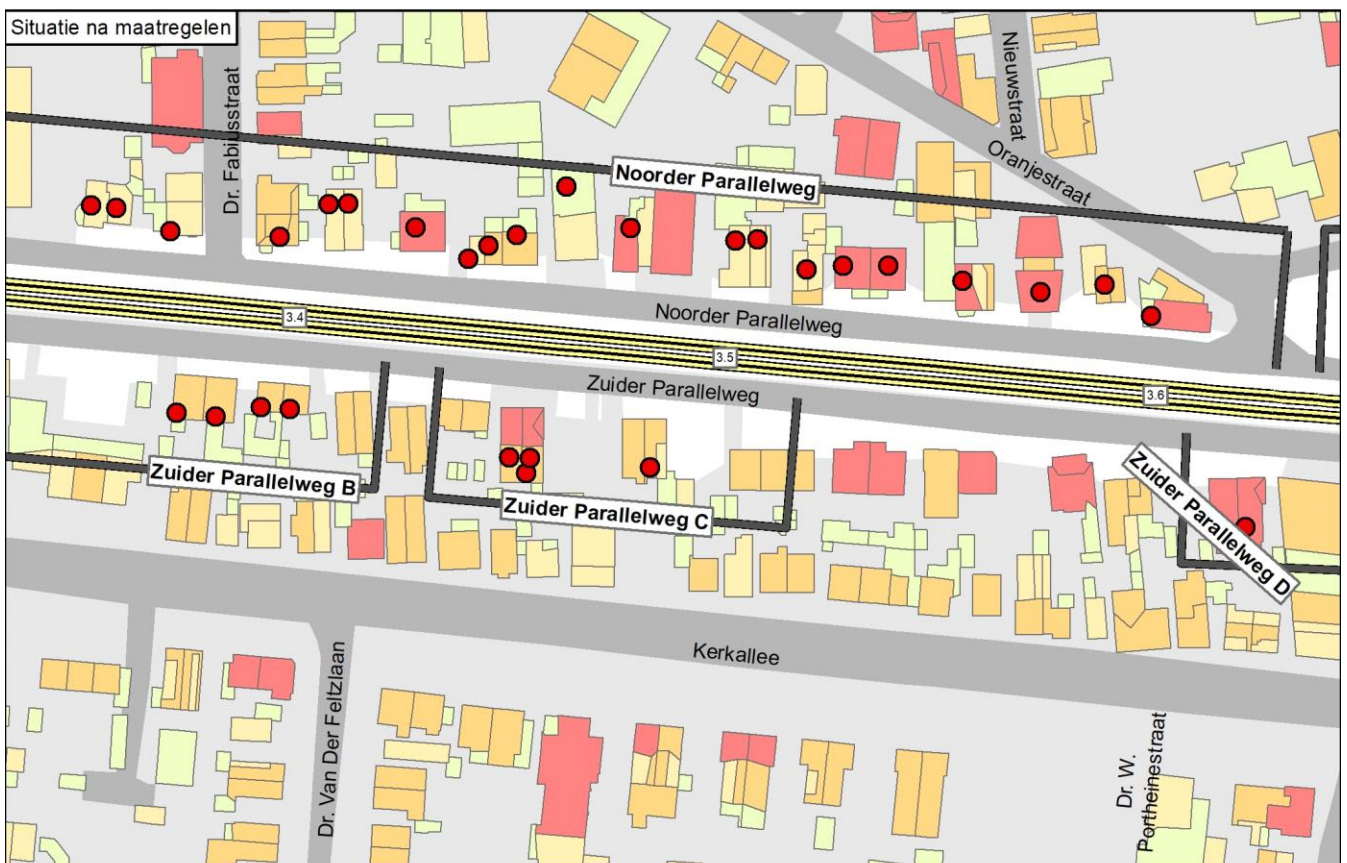 Situatie na maatregelen
Nieuwstraat
Dr. Fabiusstraat
Oranjestraat
Noorder Parallelweg
Noorder Parallelweg
3.4
3.5
3.6
Zuider Parallelweg
Zuider Parallelweg B
Zuider Parallelweg C
Zuider Parallelweg D
Kerkallee
Dr. Van Der Feltzlaan
Dr. W.
Portheinestraat